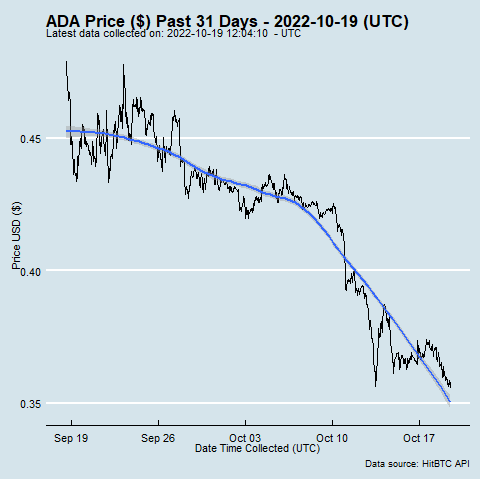 ADA Price ($) Past 31 Days - 2022-10-19 (UTC)
Latest data collected on: 2022-10-19 12:04:10 - UTC
Price USD ($)
0.45
0.40
0.35
Sep 19 Sep 26 Oct 03 Oct 10 Oct 17
Date Time Collected (UTC)
Data source: HitBTC API